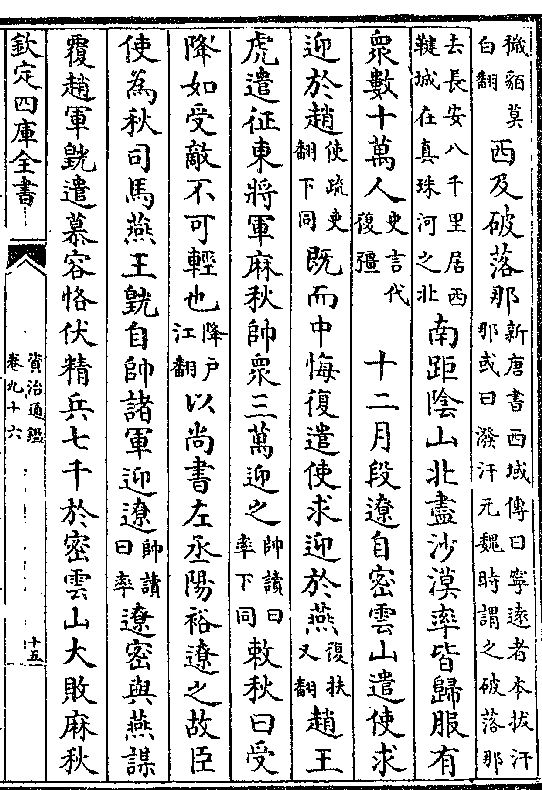 穢貊莫白翻西及破落那新唐書西域傳曰寧遠者本拔汗那或曰潑汗元魏時謂之破落那
去長安八千里居西鞬城在真珠河之北南距陰山北盡沙漠率皆歸服有
衆數十萬人史言代復彊 十二月段遼自密雲山遣使求
迎於趙使疏吏翻下同既而中悔復遣使求迎於燕復扶又翻趙王
虎遣征東將軍麻秋帥衆三萬迎之帥讀曰率下同敕秋曰受
降如受敵不可輕也降戶江翻以尚書左丞陽裕遼之故臣
使為秋司馬燕王皝自帥諸軍迎遼帥讀曰率遼密與燕謀
覆趙軍皝遣慕容恪伏精兵七千於密雲山大敗麻秋
欽定四庫全書
資治通鑑
卷九十六
十五